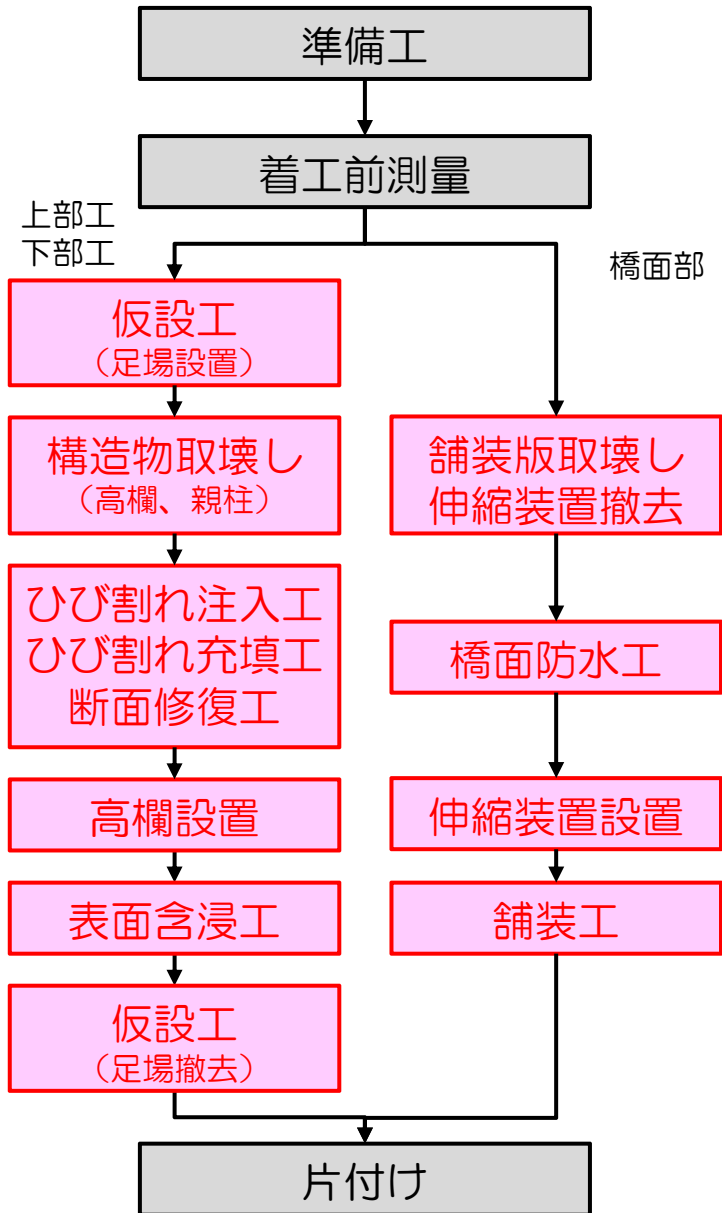 準備工
着工前測量
上部工
下部工
仮設工
（足場設置）
構造物取壊し
（高欄、親柱）
ひび割れ注入工
ひび割れ充填工
断面修復工
高欄設置
表面含浸工
仮設工
（足場撤去）
橋面部
舗装版取壊し
伸縮装置撤去
橋面防水工
伸縮装置設置
舗装工
片付け